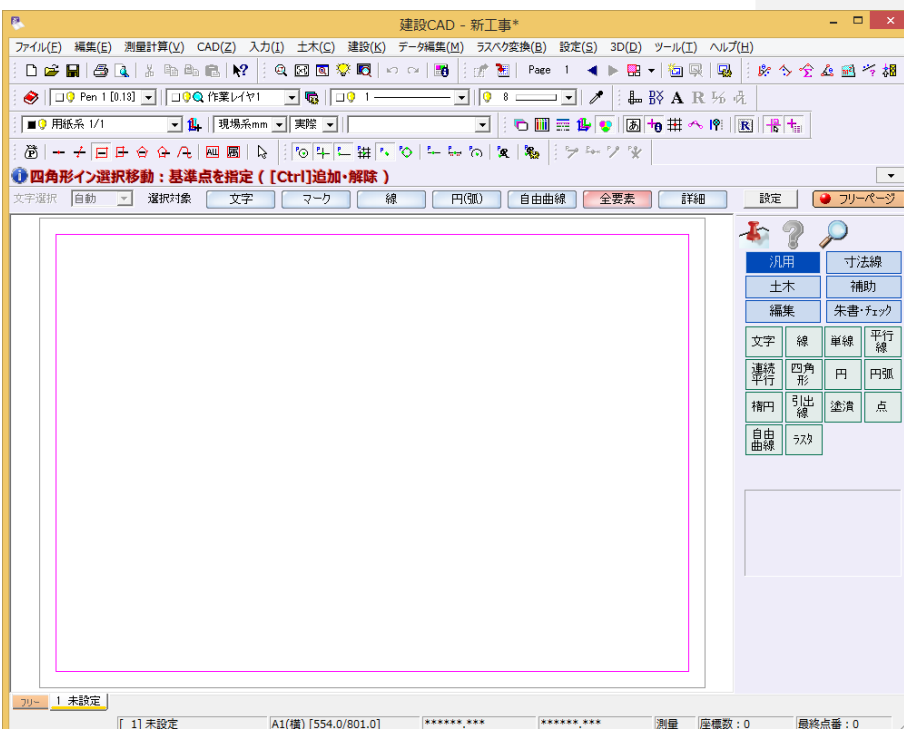 建設CAD - 新工事*
ファイル(F) 編集(E) 測量計算(V) CAD(Z) 入力(I) 土木(C) 建設(K) データ編集(M) ラスベク変換(B) 設定(S) 3D(D) ツール(T) ヘルプ(H)
Page 1
Pen 1 [0.13] 作業レイヤ1 1 8 A R
用紙系 1/1 現場系mm 実際 あ R
ALL 属
四角形イン選択移動：基準点を指定 ( [Ctrl]追加・解除 )
文字選択 自動 選択対象 文字 マーク 線 円(弧) 自由曲線 全要素 詳細 設定 フリーページ
汎用 寸法線
土木 補助
編集 朱書・チェック
文字 線 単線 平行線
連続平行 四角形 円 円弧
楕円 引出線 塗潰 点
自由曲線 ラスタ
フリー 1 未設定
[ 1] 未設定 A1(横) [554.0/801.0] ******.*** ******.*** 測量 座標数：0 最終点番：0